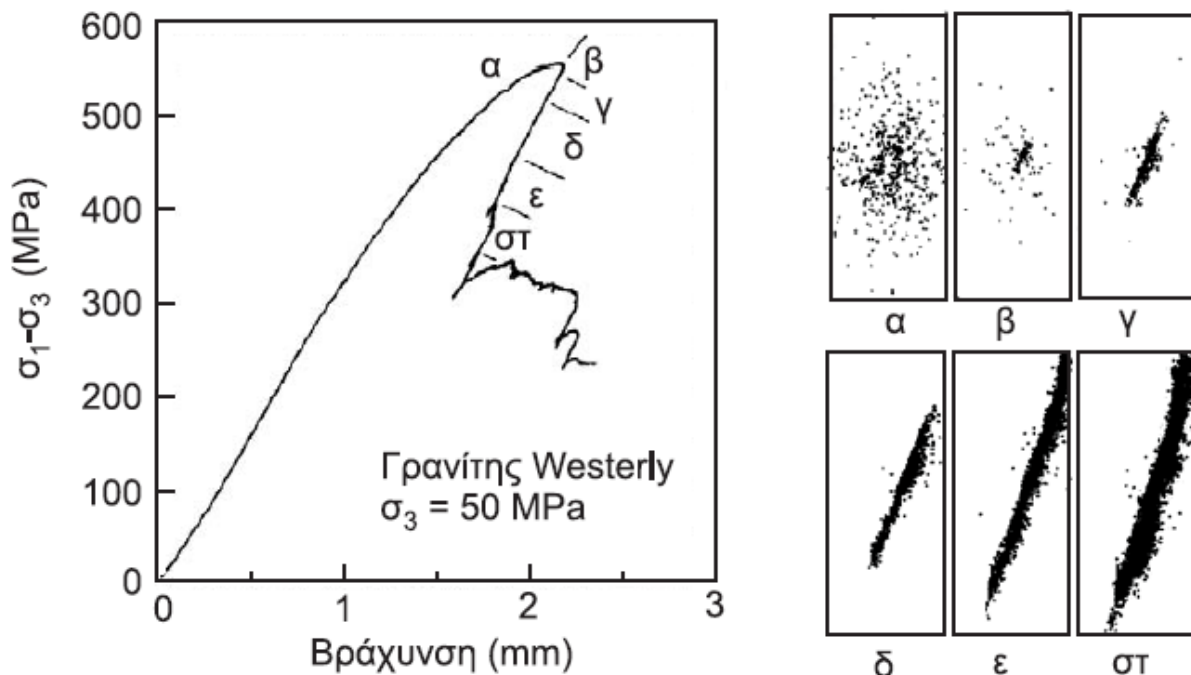 600
500
400
300
200
100
0
σ1-σ3 (MPa)
α
β
γ
δ
ε
στ
Γρανίτης Westerly
σ3 = 50 MPa
0
1
2
3
Βράχυνση (mm)
α
β
γ
δ
ε
στ